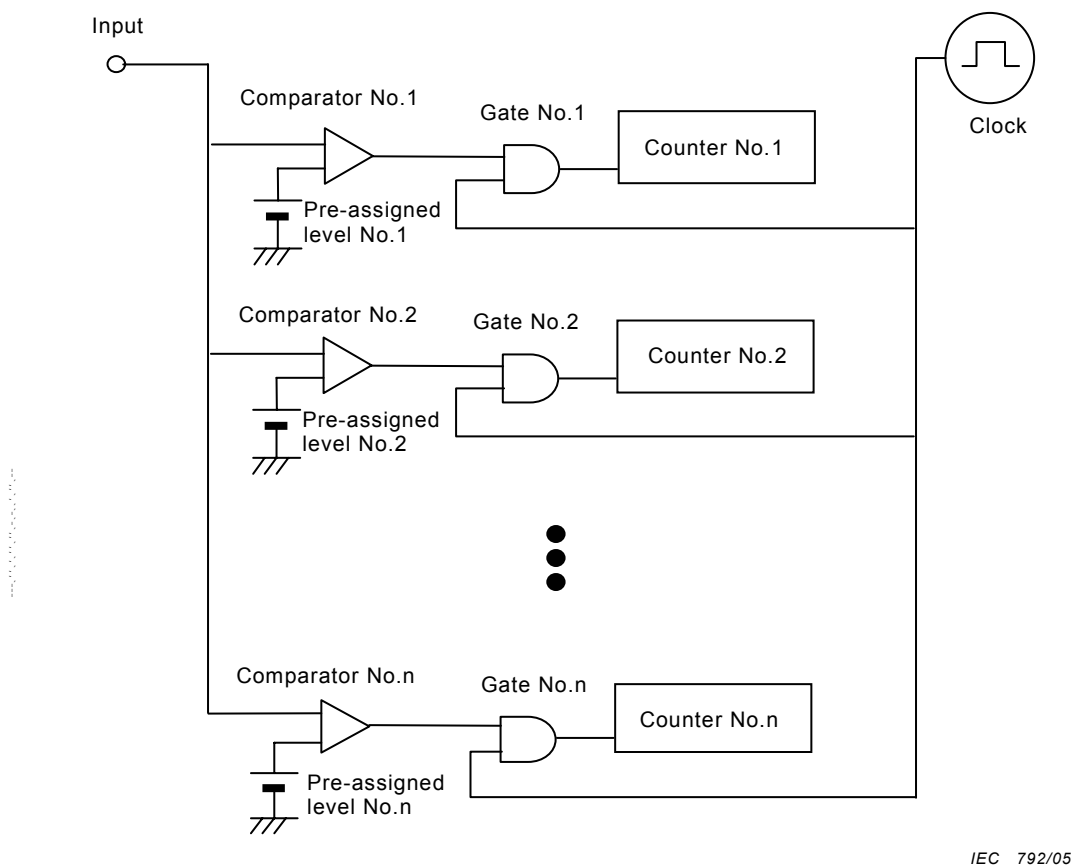 Input
Clock
Comparator No.1
Gate No.1
Counter No.1
Pre-assigned
level No.1
Comparator No.2
Gate No.2
Counter No.2
Pre-assigned
level No.2
Comparator No.n
Gate No.n
Counter No.n
Pre-assigned
level No.n
IEC 792/05